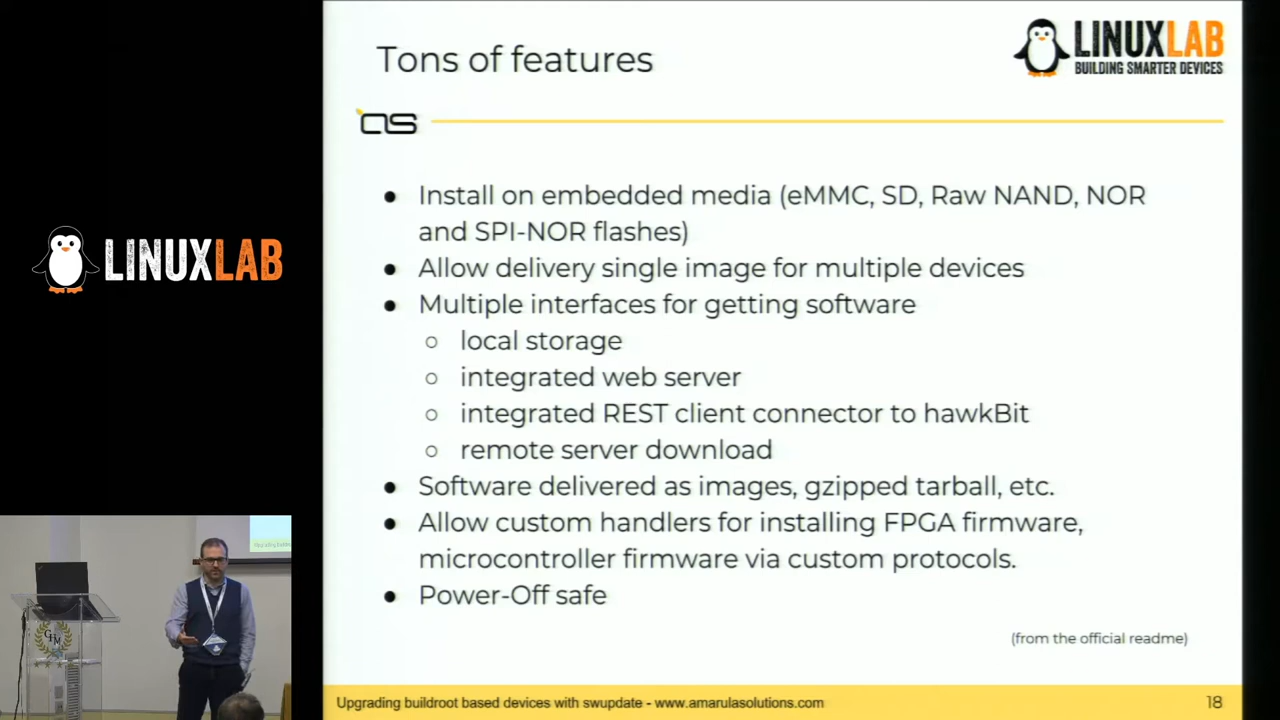 LINUXLAB
Tons of features
LINUXLAB
BUILDING SMARTER DEVICES
as
● Install on embedded media (eMMC, SD, Raw NAND, NOR
and SPI-NOR flashes)
● Allow delivery single image for multiple devices
● Multiple interfaces for getting software
○ local storage
○ integrated web server
○ integrated REST client connector to hawkBit
○ remote server download
● Software delivered as images, gzipped tarball, etc.
● Allow custom handlers for installing FPGA firmware,
microcontroller firmware via custom protocols.
● Power-Off safe
(from the official readme)
Upgrading buildroot based devices with swupdate - www.amarulasolutions.com
18
GHM